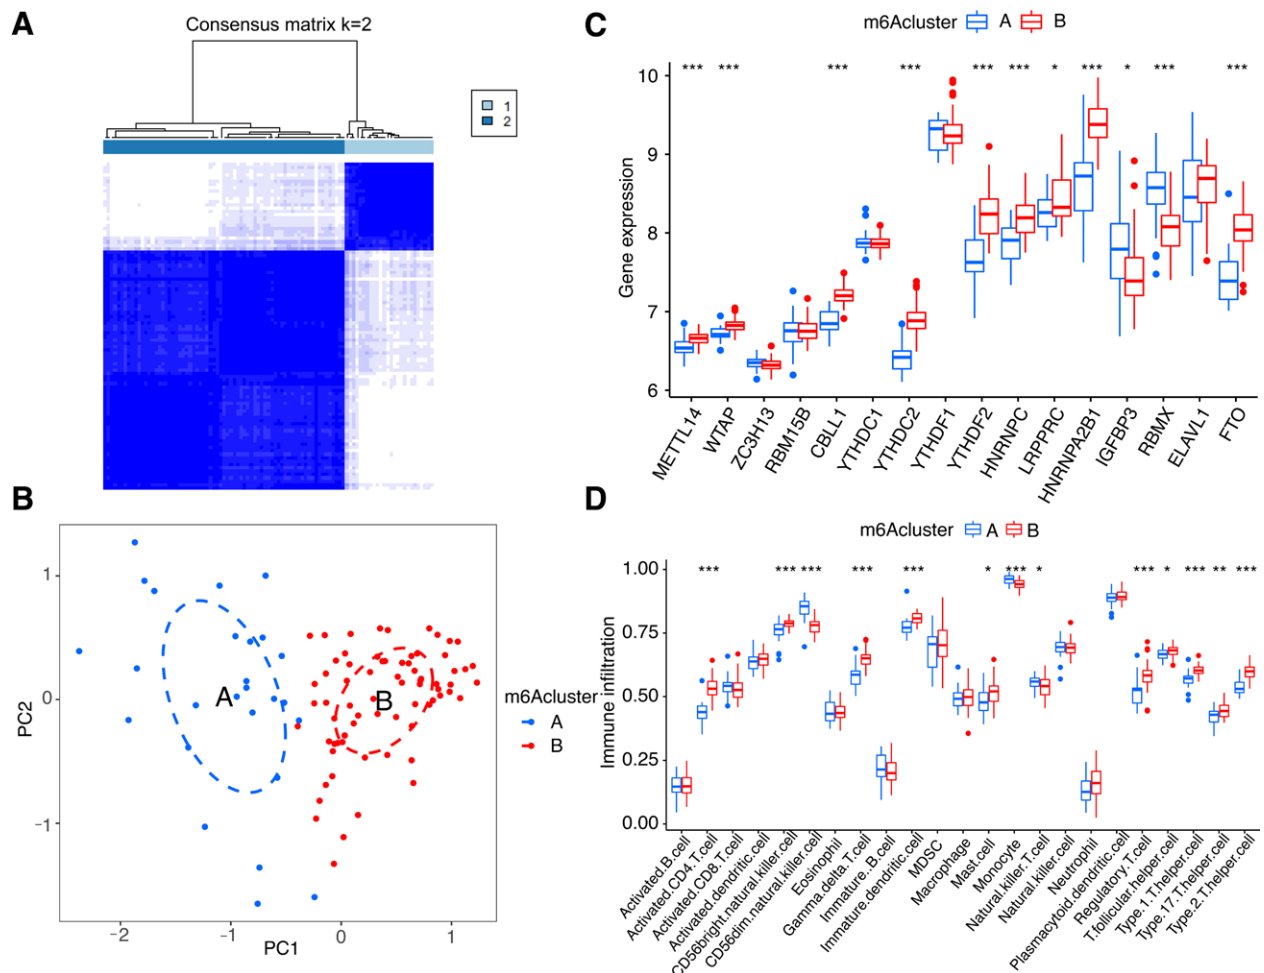 A
Consensus matrix k=2
1
2
B
PC2
1
0
−1
−2
−1
0
1
PC1
A
B
m6Acluster
A
B
C
m6Acluster A B
Gene expression
10
9
8
7
6
*** *** *** *** *** *** * *** * *** ***
METTL14
WTAP
ZC3H13
RBM15B
CBLL1
YTHDC1
YTHDC2
YTHDF1
YTHDF2
HNRNPC
LRPPRC
HNRNPA2B1
IGFBP3
RBMX
ELAVL1
FTO
D
m6Acluster A B
Immune infiltration
1.00
0.75
0.50
0.25
0.00
*** *** *** *** *** * *** * *** * *** ** ***
Activated.B.cell
Activated.CD4.T.cell
Activated.CD8.T.cell
Activated.dendritic.cell
CD56bright.natural.killer.cell
CD56dim.natural.killer.cell
Eosinophil
Gamma.delta.T.cell
Immature.B.cell
Immature.dendritic.cell
MDSC
Macrophage
Mast.cell
Monocyte
Natural.killer.T.cell
Natural.killer.cell
Neutrophil
Plasmacytoid.dendritic.cell
Regulatory.T.cell
T.follicular.helper.cell
Type.1.T.helper.cell
Type.17.T.helper.cell
Type.2.T.helper.cell